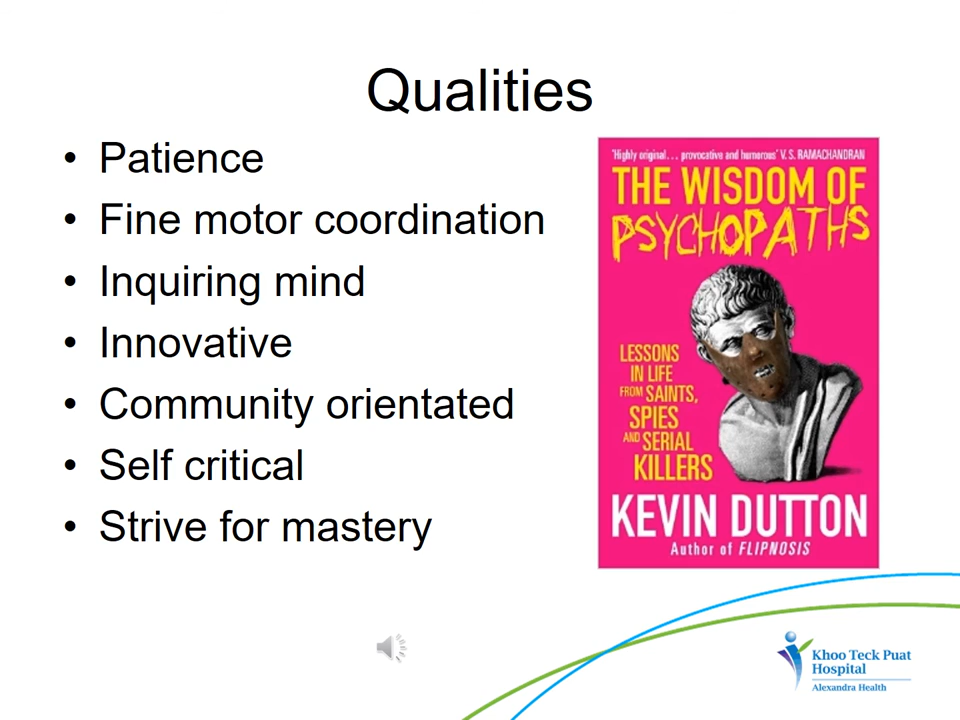 Qualities
• Patience
• Fine motor coordination
• Inquiring mind
• Innovative
• Community orientated
• Self critical
• Strive for mastery
'Highly original... provocative and humorous' V. S. RAMACHANDRAN
THE WISDOM OF
PSYCHOPATHS
LESSONS
IN LIFE
FROM SAINTS,
SPIES
AND SERIAL
KILLERS
KEVIN DUTTON
Author of FLIPNOSIS
Khoo Teck Puat
Hospital
Alexandra Health